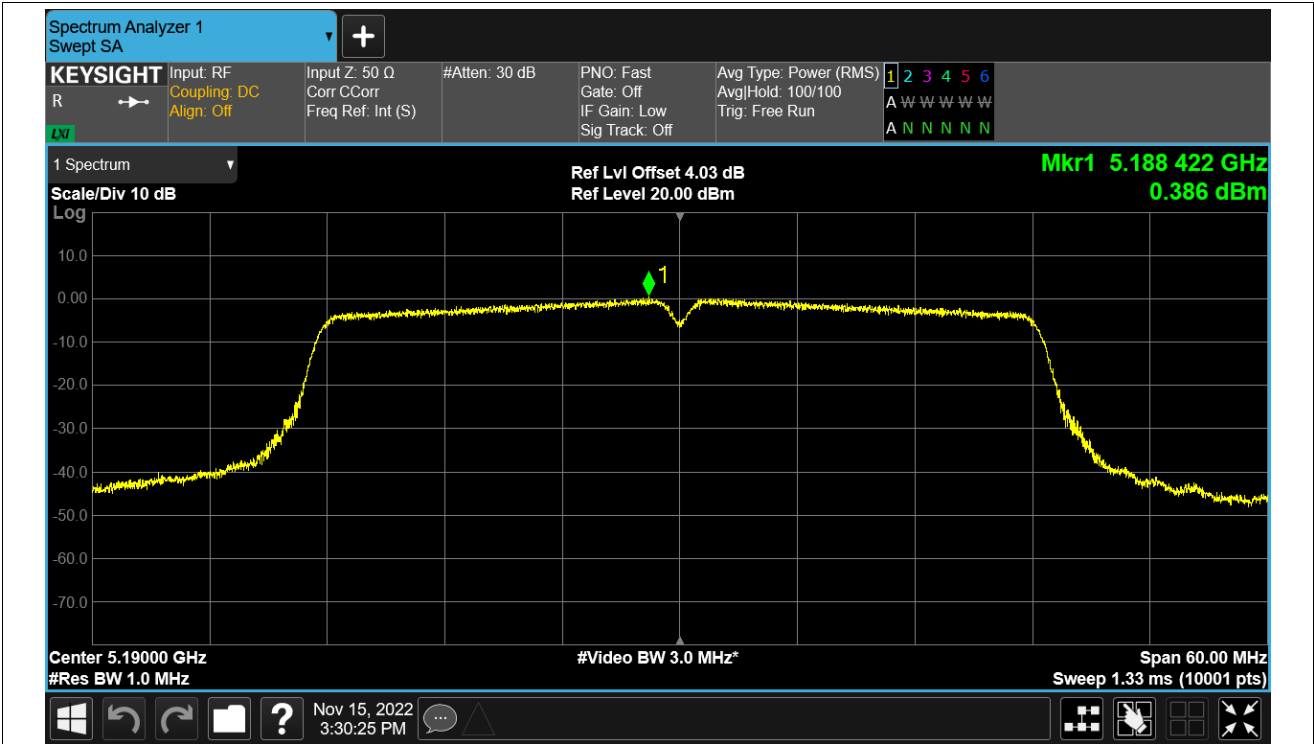 Spectrum Analyzer 1
Swept SA
KEYSIGHT
R
LXI
Input: RF
Coupling: DC
Align: Off
Input Z: 50 Ω
Corr CCorr
Freq Ref: Int (S)
#Atten: 30 dB
PNO: Fast
Gate: Off
IF Gain: Low
Sig Track: Off
Avg Type: Power (RMS)
Avg|Hold: 100/100
Trig: Free Run
1 2 3 4 5 6
A W W W W W
A N N N N N
1 Spectrum
Scale/Div 10 dB
Log
Ref Lvl Offset 4.03 dB
Ref Level 20.00 dBm
Mkr1 5.188 422 GHz
0.386 dBm
1
10.0
0.00
-10.0
-20.0
-30.0
-40.0
-50.0
-60.0
-70.0
Center 5.19000 GHz
#Res BW 1.0 MHz
#Video BW 3.0 MHz*
Span 60.00 MHz
Sweep 1.33 ms (10001 pts)
?
Nov 15, 2022
3:30:25 PM